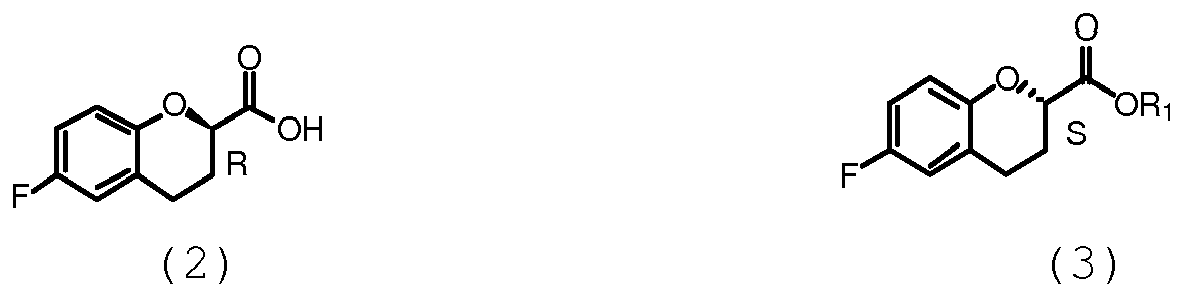 O O
O OH R F
O OR₁ S F
(2) (3)